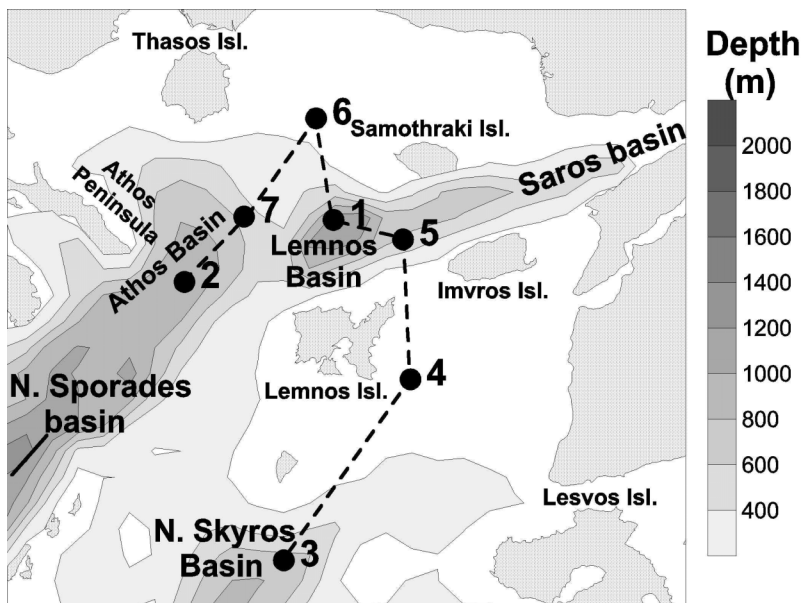 Thasos Isl.
Depth
(m)
6
Samothraki Isl.
2000
1800
1600
1400
1200
1000
800
600
400
Athos
Peninsula
Saros basin
7
1
5
Athos Basin
Lemnos
Basin
2
Imvros Isl.
N. Sporades
basin
Lemnos Isl.
4
Lesvos Isl.
N. Skyros
Basin
3